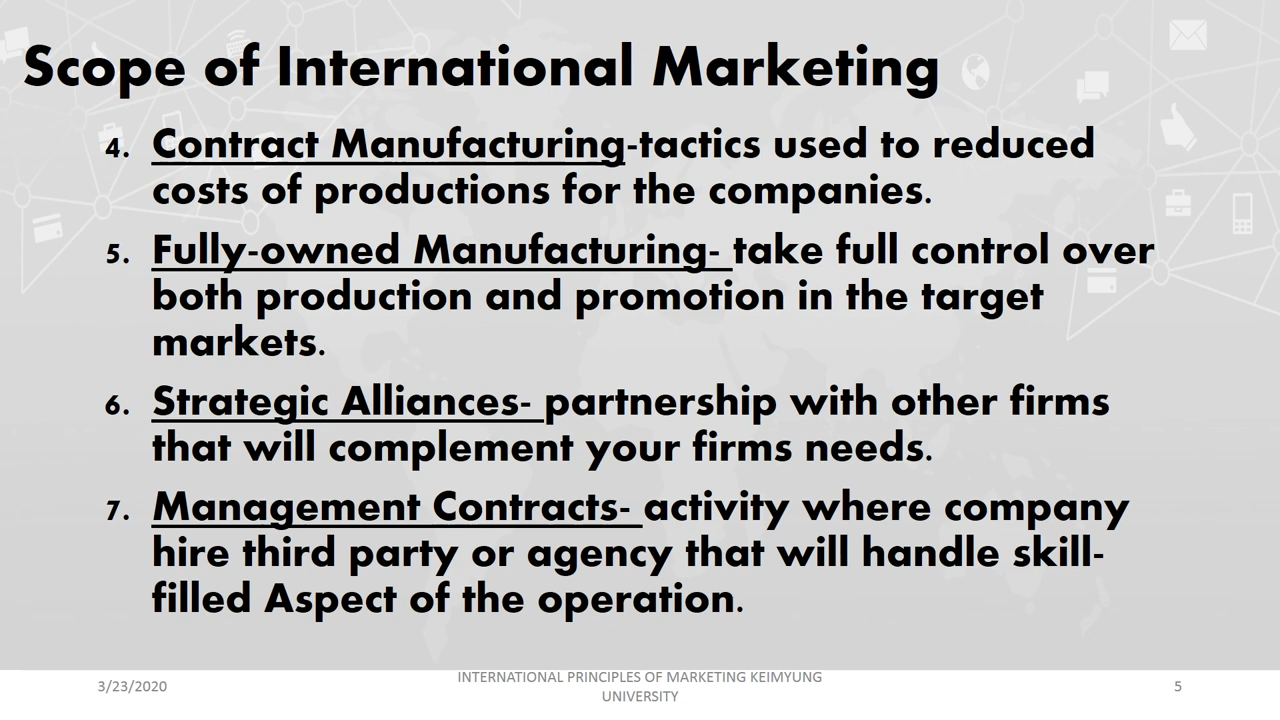 Scope of International Marketing
4. Contract Manufacturing-tactics used to reduced
costs of productions for the companies.
5. Fully-owned Manufacturing- take full control over
both production and promotion in the target
markets.
6. Strategic Alliances- partnership with other firms
that will complement your firms needs.
7. Management Contracts- activity where company
hire third party or agency that will handle skill-
filled Aspect of the operation.
3/23/2020
INTERNATIONAL PRINCIPLES OF MARKETING KEIMYUNG
UNIVERSITY
5